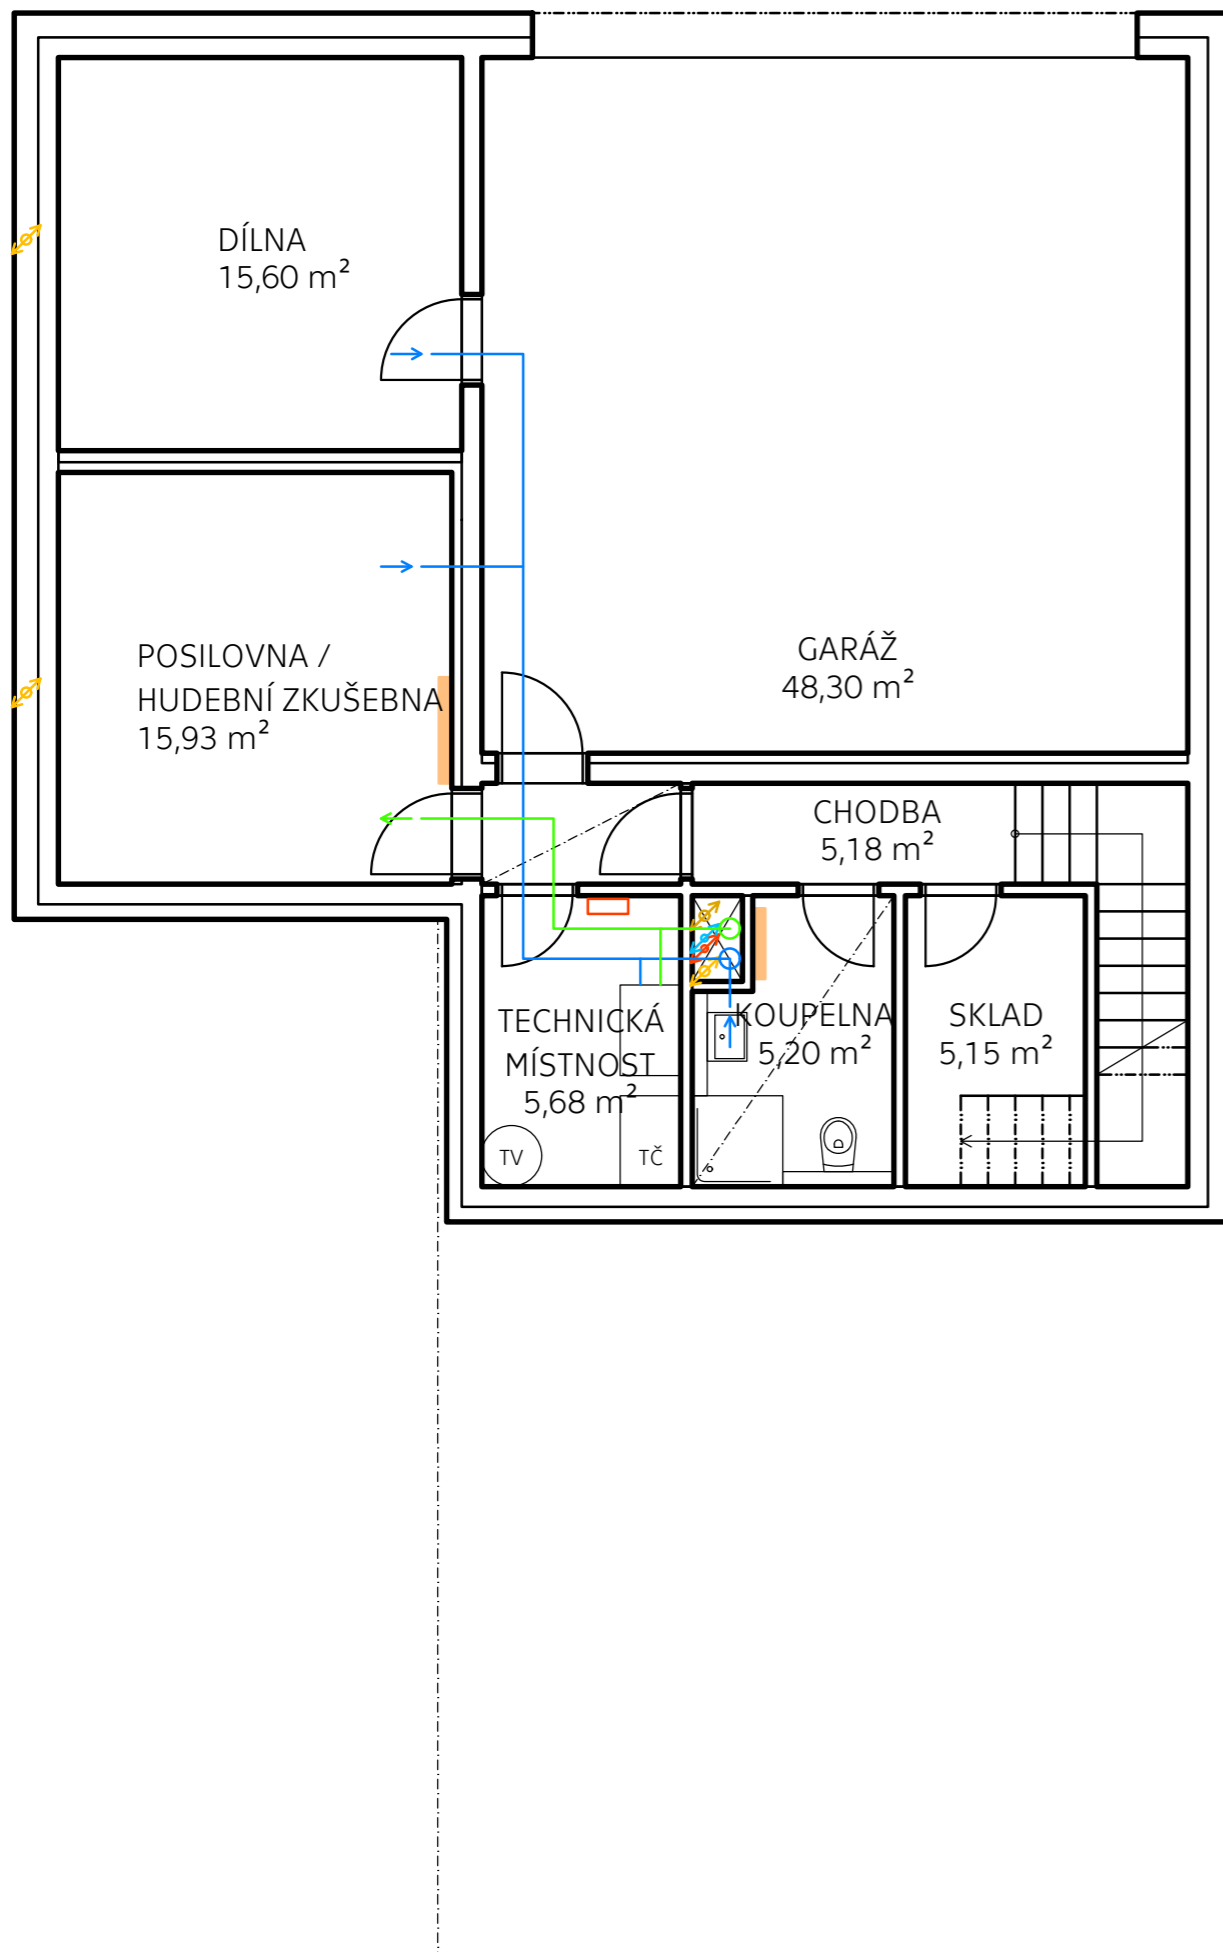 DÍLNA
15,60 m²
POSILOVNA /
HUDEBNÍ ZKUŠEBNA
15,93 m²
GARÁŽ
48,30 m²
CHODBA
5,18 m²
TECHNICKÁ
MÍSTNOST
5,68 m²
KOUPELNA
5,20 m²
SKLAD
5,15 m²
TV
TČ